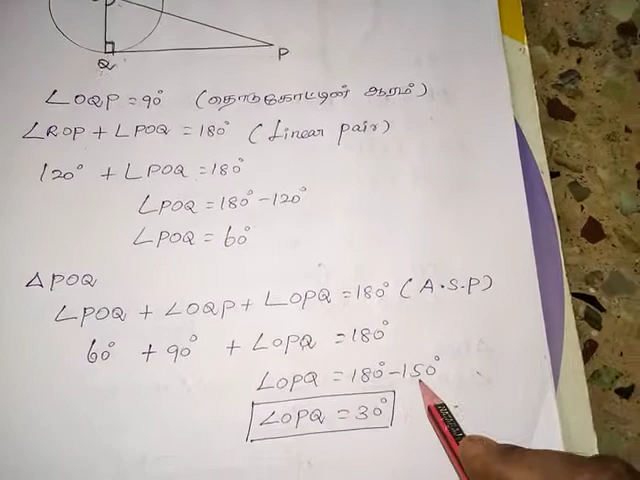 Q
P
∠OQP = 90° (தொடுகோட்டின் ஆரம்)
∠ROP + ∠POQ = 180° (Linear pair)
120° + ∠POQ = 180°
∠POQ = 180° - 120°
∠POQ = 60°
△POQ
∠POQ + ∠OQP + ∠OPQ = 180° (A.S.P)
60° + 90° + ∠OPQ = 180°
∠OPQ = 180° - 150°
∠OPQ = 30°